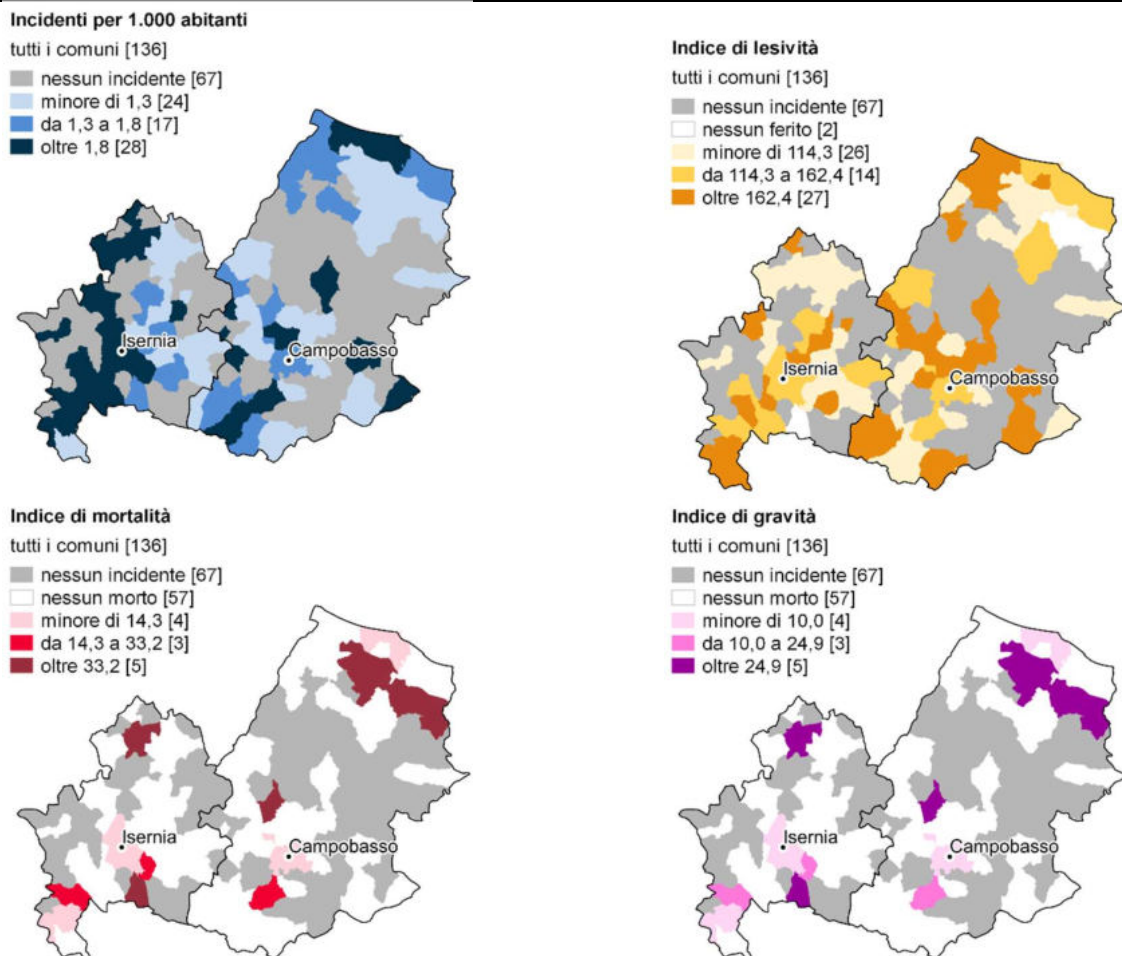 Incidenti per 1.000 abitanti
tutti i comuni [136]
nessun incidente [67]
minore di 1,3 [24]
da 1,3 a 1,8 [17]
oltre 1,8 [28]
Isernia
Campobasso
Indice di lesività
tutti i comuni [136]
nessun incidente [67]
nessun ferito [2]
minore di 114,3 [26]
da 114,3 a 162,4 [14]
oltre 162,4 [27]
Isernia
Campobasso
Indice di mortalità
tutti i comuni [136]
nessun incidente [67]
nessun morto [57]
minore di 14,3 [4]
da 14,3 a 33,2 [3]
oltre 33,2 [5]
Isernia
Campobasso
Indice di gravità
tutti i comuni [136]
nessun incidente [67]
nessun morto [57]
minore di 10,0 [4]
da 10,0 a 24,9 [3]
oltre 24,9 [5]
Isernia
Campobasso